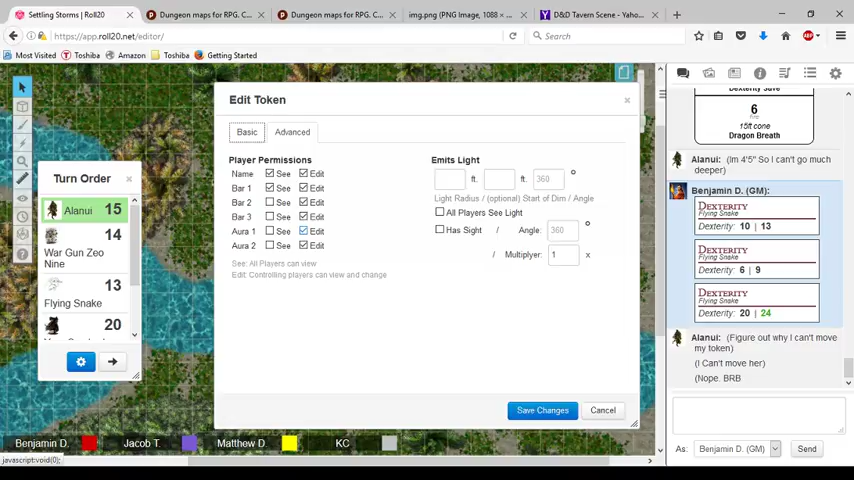 Settling Storms | Roll20
Dungeon maps for RPG. C...
Dungeon maps for RPG. C...
img.png (PNG Image, 1088 ×...
D&D Tavern Scene - Yahoo...
https://app.roll20.net/editor/
Search
ABP
Most Visited
Toshiba
Amazon
Toshiba
Getting Started
Edit Token
Basic
Advanced
Player Permissions
Name See Edit
Bar 1 See Edit
Bar 2 See Edit
Bar 3 See Edit
Aura 1 See Edit
Aura 2 See Edit
See: All Players can view
Edit: Controlling players can view and change
Emits Light
ft. ft. 360 °
Light Radius / (optional) Start of Dim / Angle
All Players See Light
Has Sight / Angle: 360 °
/ Multiplyer: 1 x
Save Changes
Cancel
Turn Order
Alanui 15
14
War Gun Zeo
Nine
13
Flying Snake
20
Dexterity Save
6
fire
15ft cone
Dragon Breath
Alanui: (Im 4'5" So I can't go much
deeper)
Benjamin D. (GM):
Dexterity
Flying Snake
Dexterity: 10 | 13
Dexterity
Flying Snake
Dexterity: 6 | 9
Dexterity
Flying Snake
Dexterity: 20 | 24
Alanui: (Figure out why I can't move
my token)
(I Can't move her)
(Nope. BRB
As: Benjamin D. (GM)
Send
Benjamin D.
Jacob T.
Matthew D.
KC
javascript:void(0);